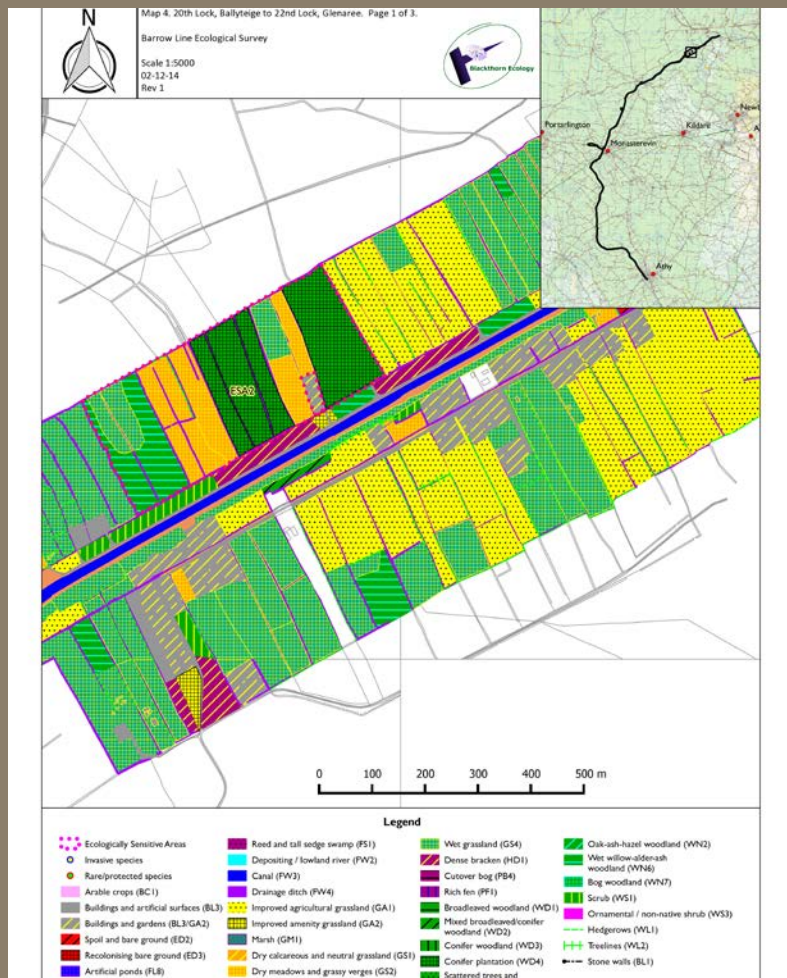 Map 4. 20th Lock, Ballyteige to 22nd Lock, Glenaree. Page 1 of 3.
N
Barrow Line Ecological Survey
Scale 1:5000
02-12-14
Rev 1
Blackthorn Ecology
Portarlington
Kildare
Monasterevin
Athy
ESA2
0 100 200 300 400 500 m
Legend
Ecologically Sensitive Areas
Invasive species
Rare/protected species
Arable crops (BC1)
Buildings and artificial surfaces (BL3)
Buildings and gardens (BL3/GA2)
Spoil and bare ground (ED2)
Recolonising bare ground (ED3)
Artificial ponds (FL8)
Reed and tall sedge swamp (FS1)
Depositing / lowland river (FW2)
Canal (FW3)
Drainage ditch (FW4)
Improved agricultural grassland (GA1)
Improved amenity grassland (GA2)
Marsh (GM1)
Dry calcareous and neutral grassland (GS1)
Dry meadows and grassy verges (GS2)
Wet grassland (GS4)
Dense bracken (HD1)
Cutover bog (PB4)
Rich fen (PF1)
Broadleaved woodland (WD1)
Mixed broadleaved/conifer
woodland (WD2)
Conifer woodland (WD3)
Conifer plantation (WD4)
Scattered trees and
Oak-ash-hazel woodland (WN2)
Wet willow-alder-ash
woodland (WN6)
Bog woodland (WN7)
Scrub (WS1)
Ornamental / non-native shrub (WS3)
Hedgerows (WL1)
Treelines (WL2)
Stone walls (BL1)